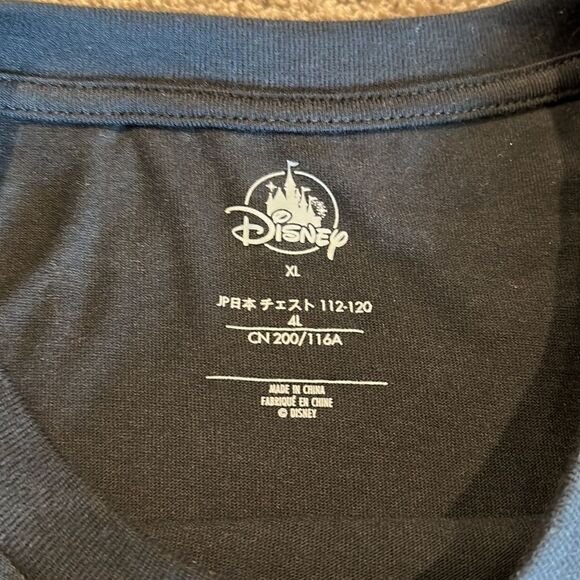 Disney
XL
JP日本 チェスト 112-120
4L
CN 200/116A
MADE IN CHINA
FABRIQUÉ EN CHINE
© DISNEY